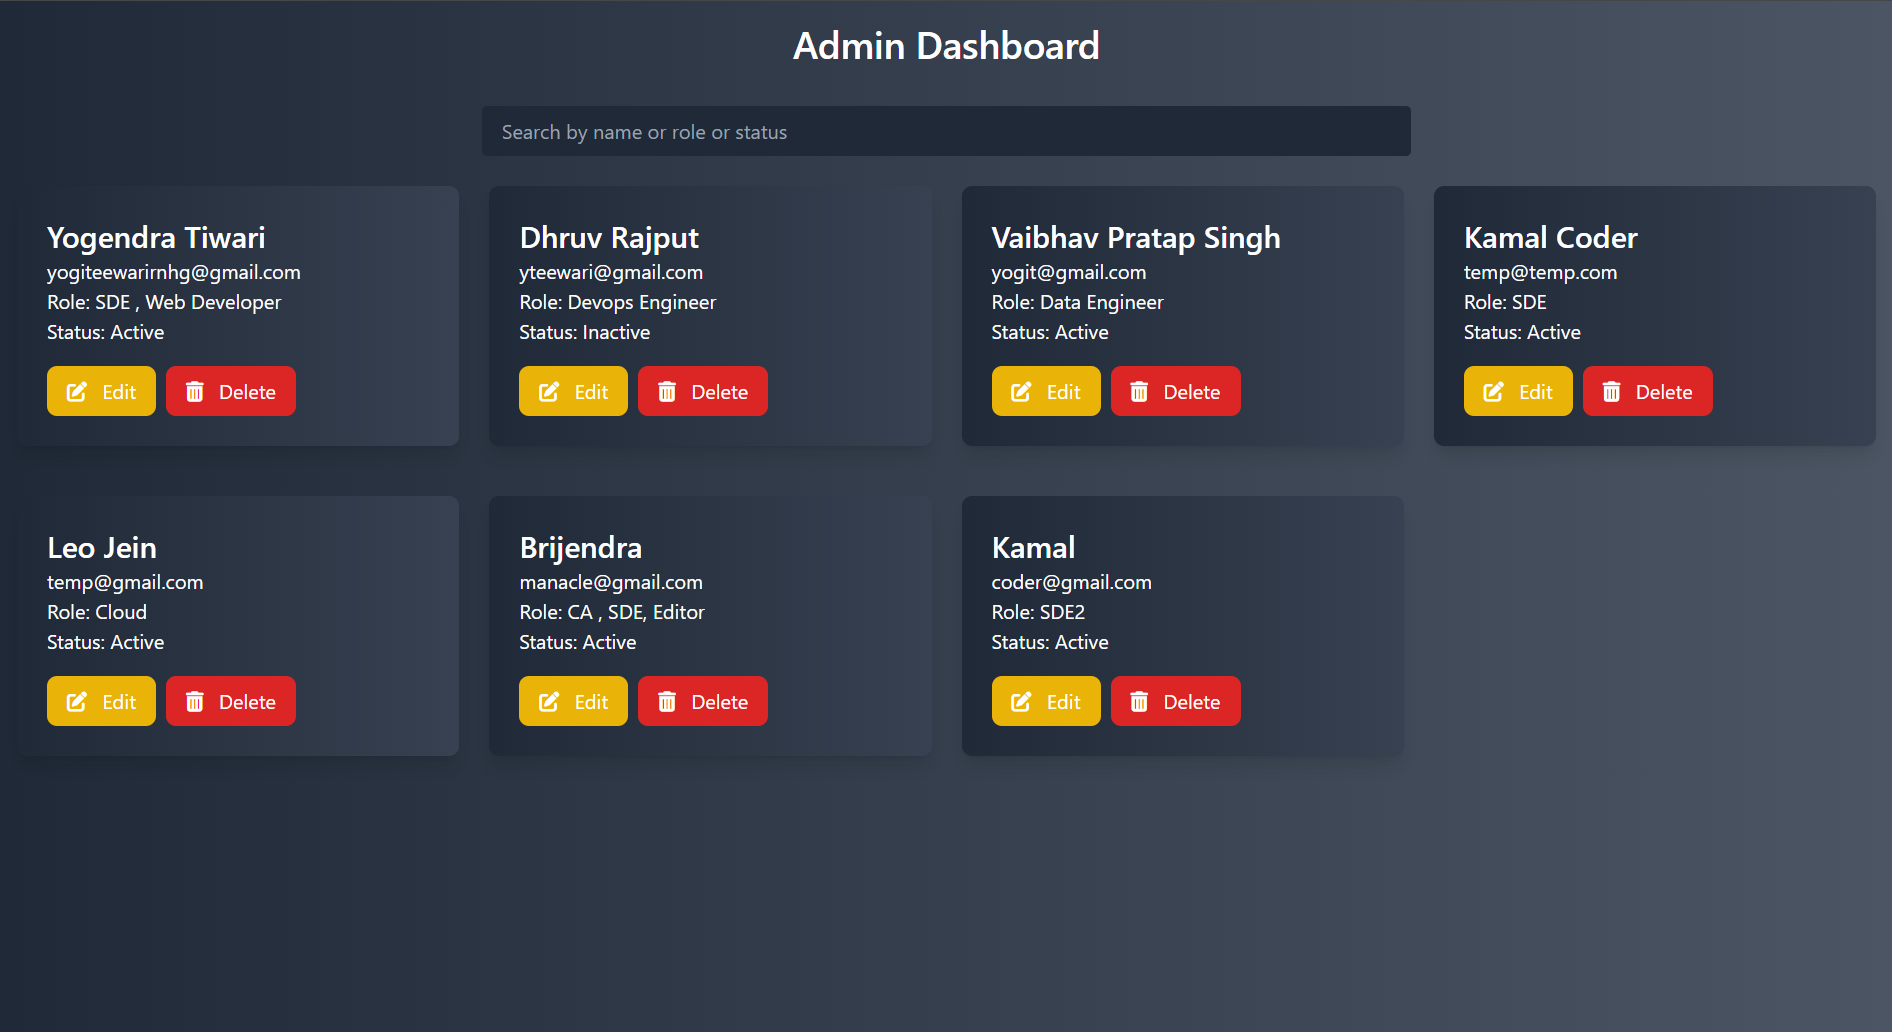 Admin Dashboard
Search by name or role or status
Yogendra Tiwari
yogiteewarirnhg@gmail.com
Role: SDE , Web Developer
Status: Active
Edit Delete
Dhruv Rajput
yteewari@gmail.com
Role: Devops Engineer
Status: Inactive
Edit Delete
Vaibhav Pratap Singh
yogit@gmail.com
Role: Data Engineer
Status: Active
Edit Delete
Kamal Coder
temp@temp.com
Role: SDE
Status: Active
Edit Delete
Leo Jein
temp@gmail.com
Role: Cloud
Status: Active
Edit Delete
Brijendra
manacle@gmail.com
Role: CA , SDE, Editor
Status: Active
Edit Delete
Kamal
coder@gmail.com
Role: SDE2
Status: Active
Edit Delete